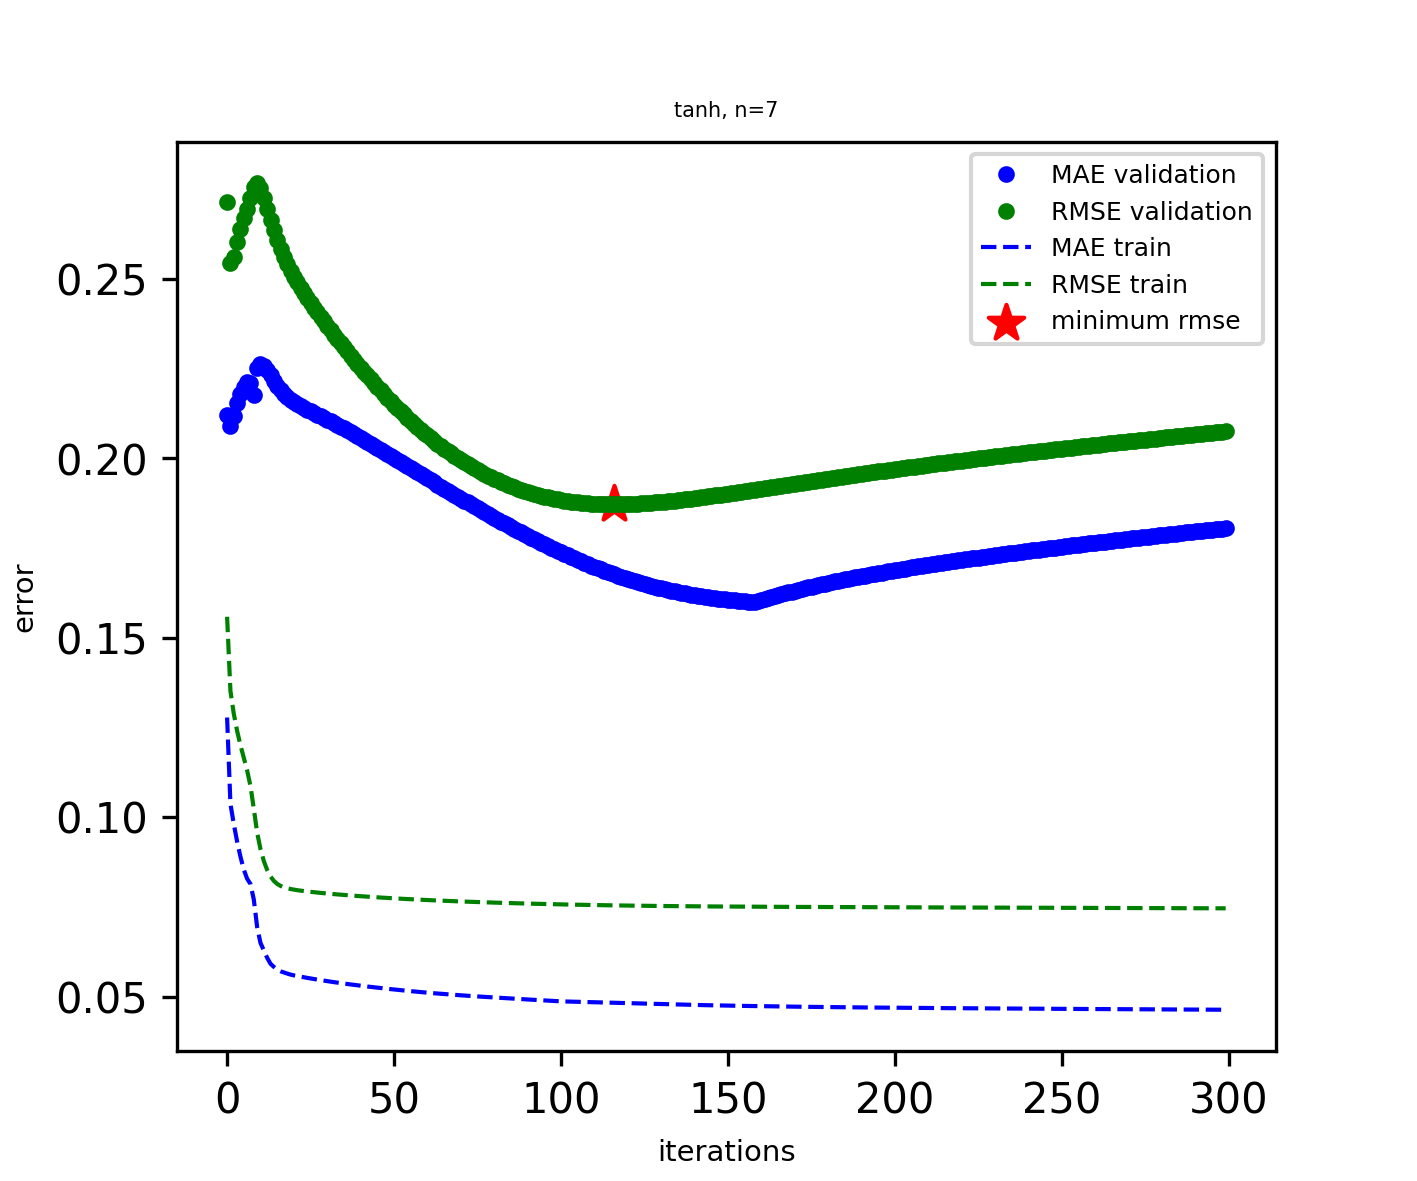 tanh, n=7
MAE validation
RMSE validation
MAE train
RMSE train
minimum rmse
error
0.25
0.20
0.15
0.10
0.05
0 50 100 150 200 250 300
iterations